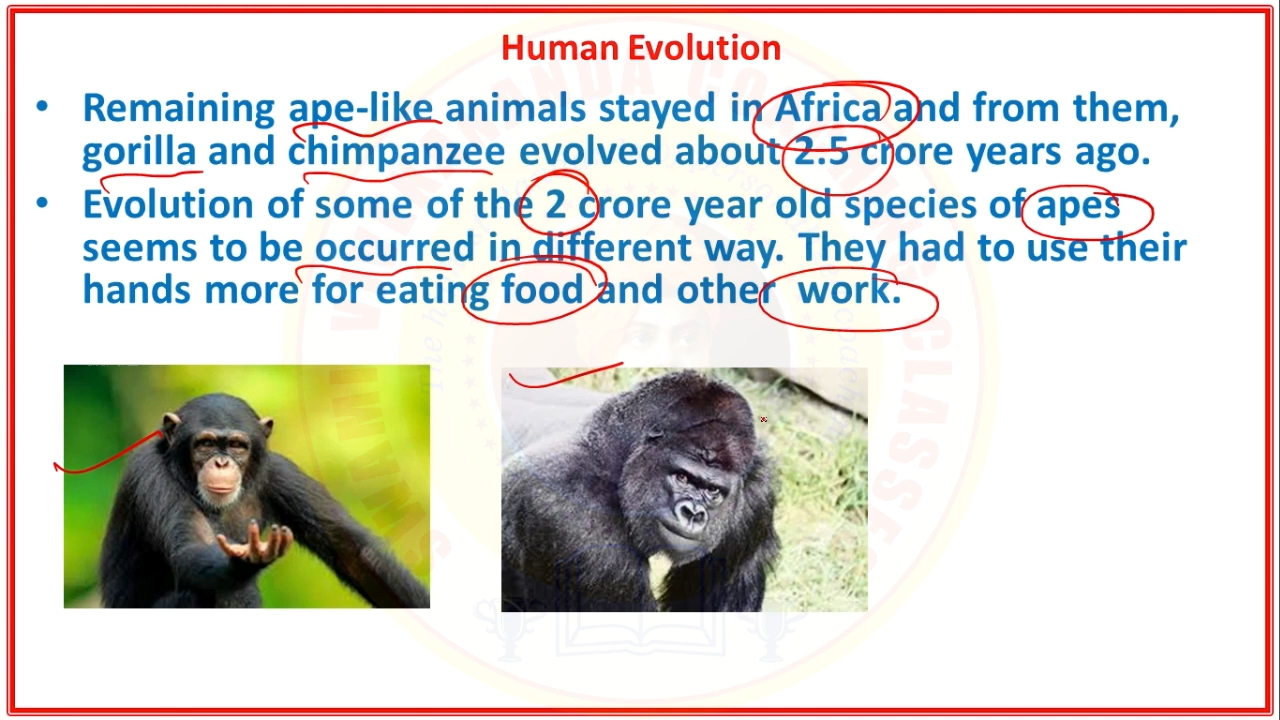 Human Evolution
• Remaining ape-like animals stayed in Africa and from them,
gorilla and chimpanzee evolved about 2.5 crore years ago.
• Evolution of some of the 2 crore year old species of apes
seems to be occurred in different way. They had to use their
hands more for eating food and other work.